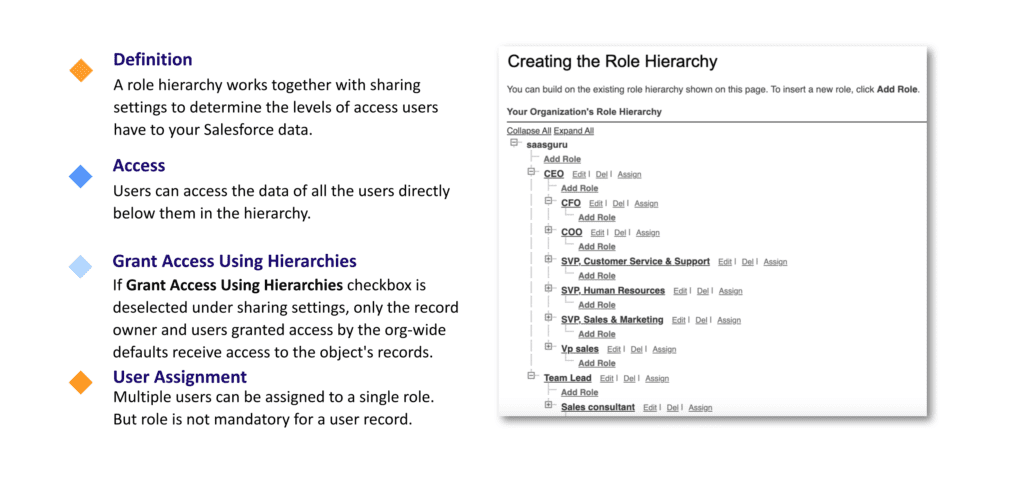 Definition
A role hierarchy works together with sharing
settings to determine the levels of access users
have to your Salesforce data.
Access
Users can access the data of all the users directly
below them in the hierarchy.
Grant Access Using Hierarchies
If Grant Access Using Hierarchies checkbox is
deselected under sharing settings, only the record
owner and users granted access by the org-wide
defaults receive access to the object's records.
User Assignment
Multiple users can be assigned to a single role.
But role is not mandatory for a user record.
Creating the Role Hierarchy
You can build on the existing role hierarchy shown on this page. To insert a new role, click Add Role.
Your Organization's Role Hierarchy
Collapse All Expand All
saasguru
Add Role
CEO Edit | Del | Assign
Add Role
CFO Edit | Del | Assign
Add Role
COO Edit | Del | Assign
Add Role
SVP, Customer Service & Support Edit | Del | Assign
Add Role
SVP, Human Resources Edit | Del | Assign
Add Role
SVP, Sales & Marketing Edit | Del | Assign
Add Role
Vp sales Edit | Del | Assign
Add Role
Team Lead Edit | Del | Assign
Add Role
Sales consultant Edit | Del | Assign